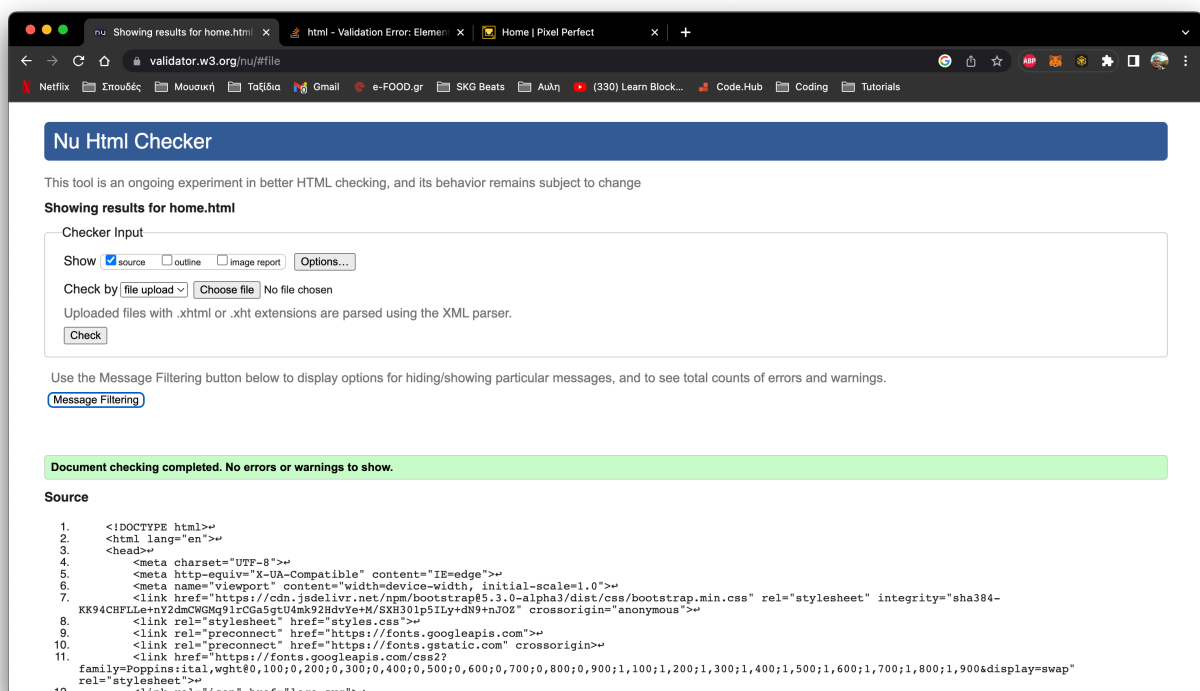 nu Showing results for home.html
html - Validation Error: Elemen
Home | Pixel Perfect
validator.w3.org/nu/#file
ABP
Netflix Σπουδές Μουσική Ταξίδια Gmail e-FOOD.gr SKG Beats Αυλη (330) Learn Block... Code.Hub Coding Tutorials
Nu Html Checker
This tool is an ongoing experiment in better HTML checking, and its behavior remains subject to change
Showing results for home.html
Checker Input
Show source outline image report Options...
Check by file upload Choose file No file chosen
Uploaded files with .xhtml or .xht extensions are parsed using the XML parser.
Check
Use the Message Filtering button below to display options for hiding/showing particular messages, and to see total counts of errors and warnings.
Message Filtering
Document checking completed. No errors or warnings to show.
Source
1. <!DOCTYPE html>↩
2. <html lang="en">↩
3. <head>↩
4. <meta charset="UTF-8">↩
5. <meta http-equiv="X-UA-Compatible" content="IE=edge">↩
6. <meta name="viewport" content="width=device-width, initial-scale=1.0">↩
7. <link href="https://cdn.jsdelivr.net/npm/bootstrap@5.3.0-alpha3/dist/css/bootstrap.min.css" rel="stylesheet" integrity="sha384-
KK94CHFLLe+nY2dmCWGMq91rCGa5gtU4mk92HdvYe+M/SXH301p5ILy+dN9+nJOZ" crossorigin="anonymous">↩
8. <link rel="stylesheet" href="styles.css">↩
9. <link rel="preconnect" href="https://fonts.googleapis.com">↩
10. <link rel="preconnect" href="https://fonts.gstatic.com" crossorigin>↩
11. <link href="https://fonts.googleapis.com/css2?
family=Poppins:ital,wght@0,100;0,200;0,300;0,400;0,500;0,600;0,700;0,800;0,900;1,100;1,200;1,300;1,400;1,500;1,600;1,700;1,800;1,900&display=swap"
rel="stylesheet">↩